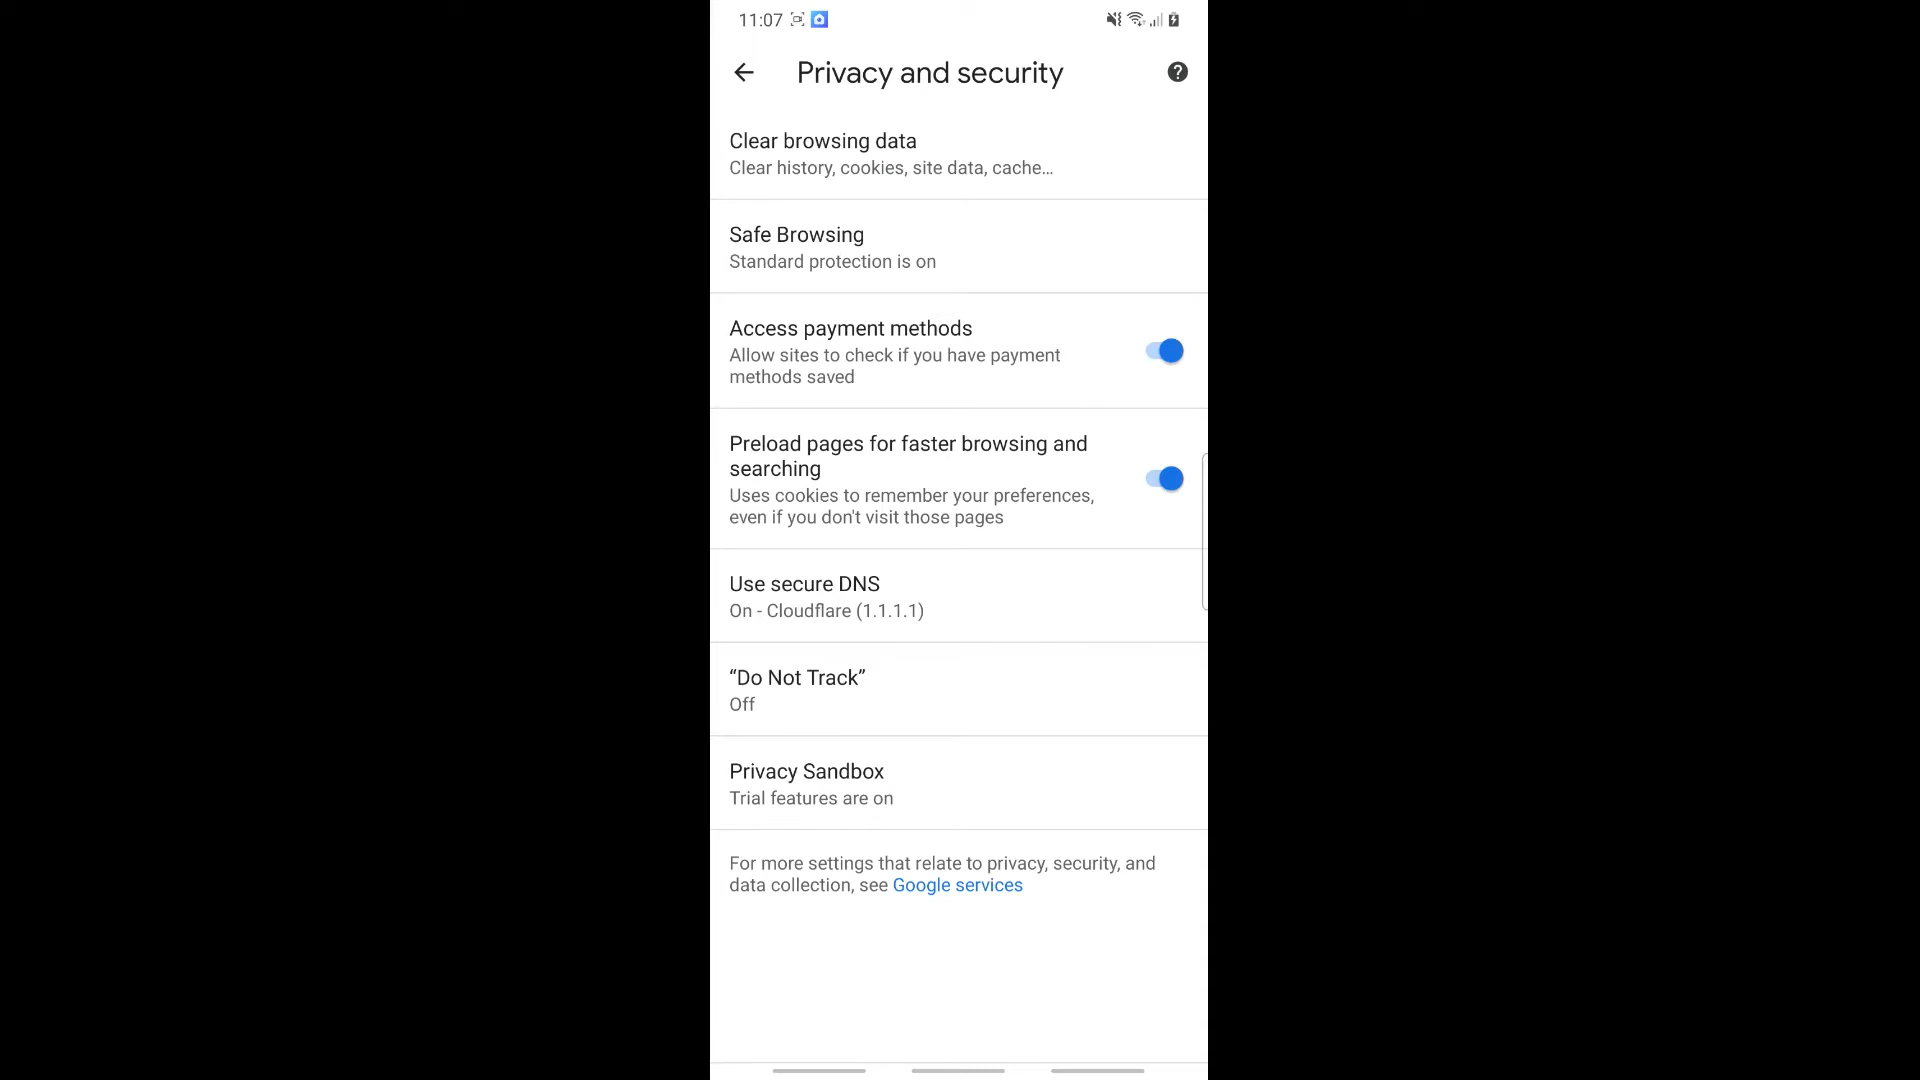 11:07
Privacy and security
Clear browsing data
Clear history, cookies, site data, cache...
Safe Browsing
Standard protection is on
Access payment methods
Allow sites to check if you have payment
methods saved
Preload pages for faster browsing and
searching
Uses cookies to remember your preferences,
even if you don't visit those pages
Use secure DNS
On - Cloudflare (1.1.1.1)
“Do Not Track”
Off
Privacy Sandbox
Trial features are on
For more settings that relate to privacy, security, and
data collection, see Google services